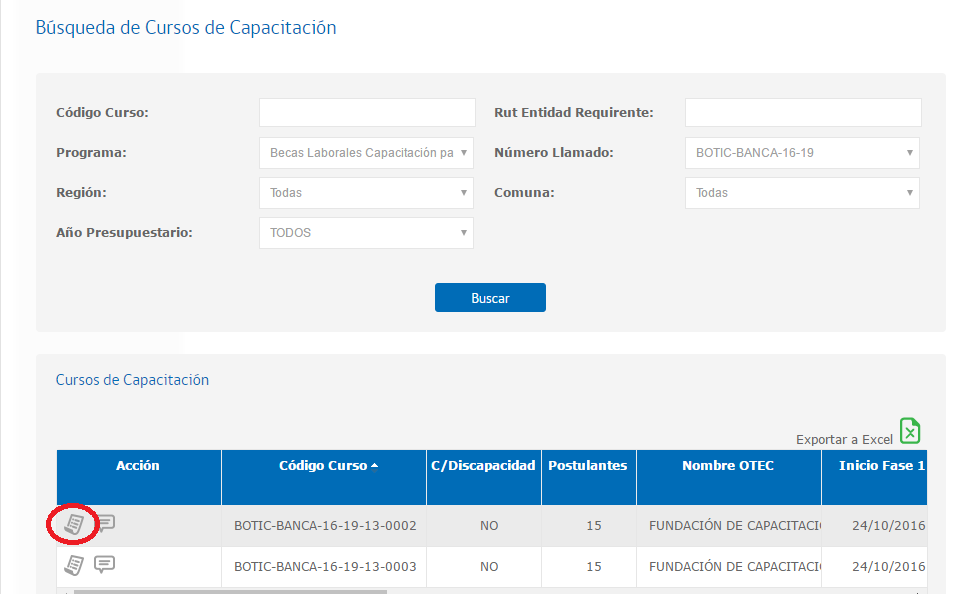 Búsqueda de Cursos de Capacitación
Código Curso: Rut Entidad Requirente:
Programa: Becas Laborales Capacitación pa Número Llamado: BOTIC-BANCA-16-19
Región: Todas Comuna: Todas
Año Presupuestario: TODOS
Buscar
Cursos de Capacitación
Exportar a Excel
Acción Código Curso C/Discapacidad Postulantes Nombre OTEC Inicio Fase 1
BOTIC-BANCA-16-19-13-0002 NO 15 FUNDACIÓN DE CAPACITACI 24/10/2016
BOTIC-BANCA-16-19-13-0003 NO 15 FUNDACIÓN DE CAPACITACI 24/10/2016